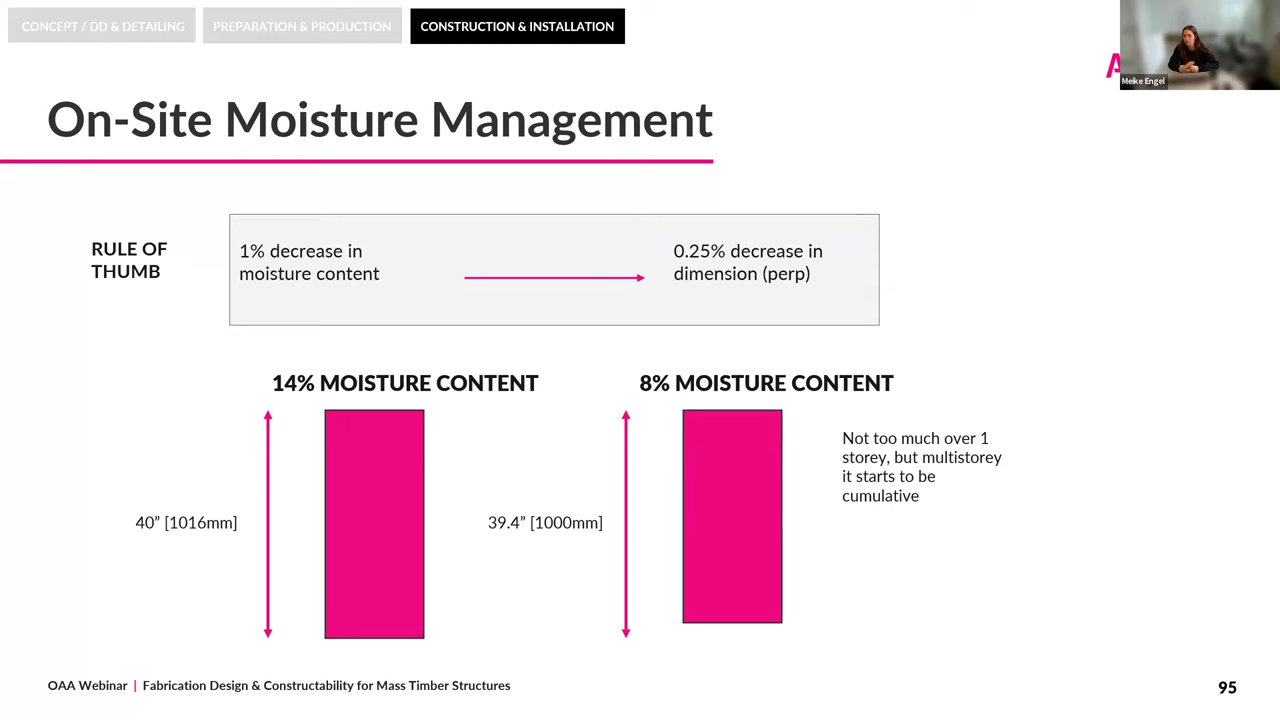 CONCEPT / DD & DETAILING
PREPARATION & PRODUCTION
CONSTRUCTION & INSTALLATION
A
Meike Engel
On-Site Moisture Management
RULE OF
THUMB
1% decrease in
moisture content
0.25% decrease in
dimension (perp)
14% MOISTURE CONTENT
8% MOISTURE CONTENT
Not too much over 1
storey, but multistorey
it starts to be
cumulative
40” [1016mm]
39.4” [1000mm]
OAA Webinar | Fabrication Design & Constructability for Mass Timber Structures
95